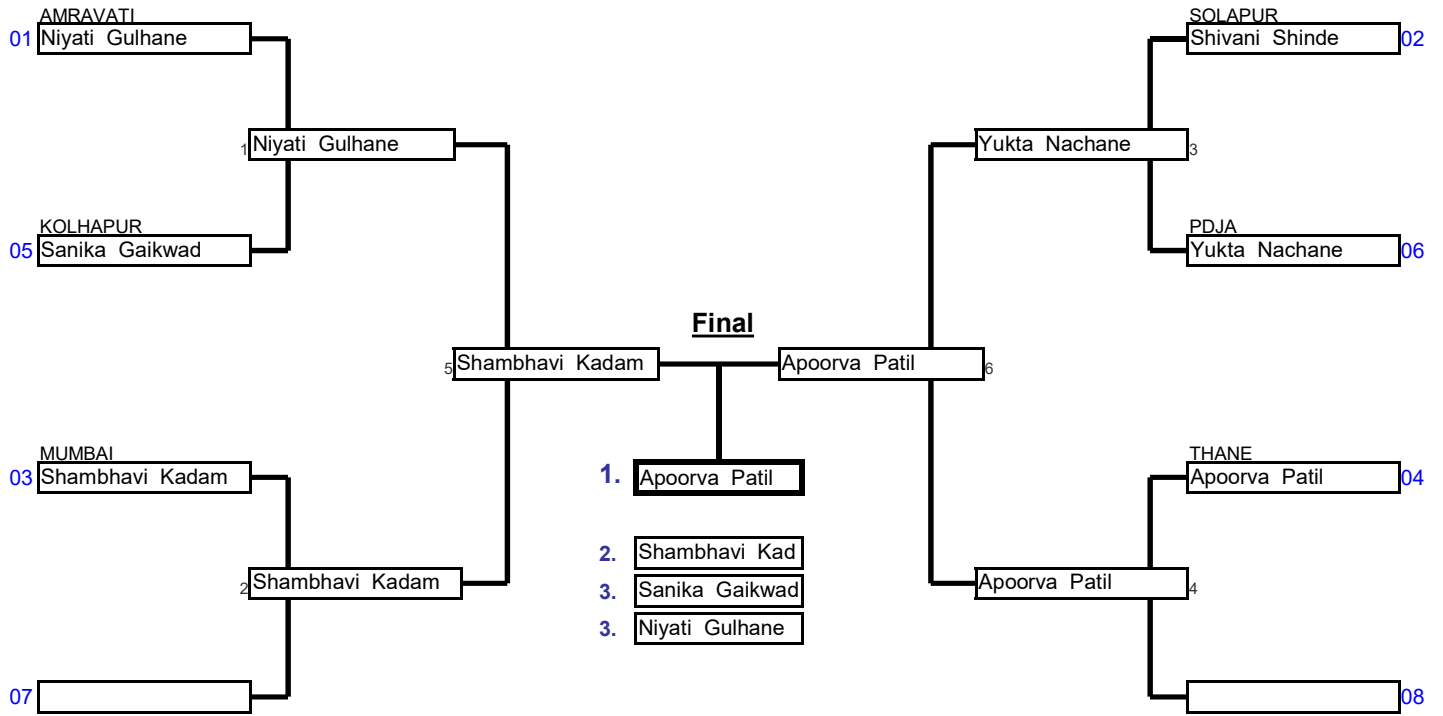 AMRAVATI
01 Niyati Gulhane
SOLAPUR
Shivani Shinde 02
1 Niyati Gulhane
Yukta Nachane 3
KOLHAPUR
05 Sanika Gaikwad
PDJA
Yukta Nachane 06
Final
5 Shambhavi Kadam
Apoorva Patil 6
MUMBAI
03 Shambhavi Kadam
1. Apoorva Patil
THANE
Apoorva Patil 04
2. Shambhavi Kad
2 Shambhavi Kadam
3. Sanika Gaikwad
Apoorva Patil 4
3. Niyati Gulhane
07
08